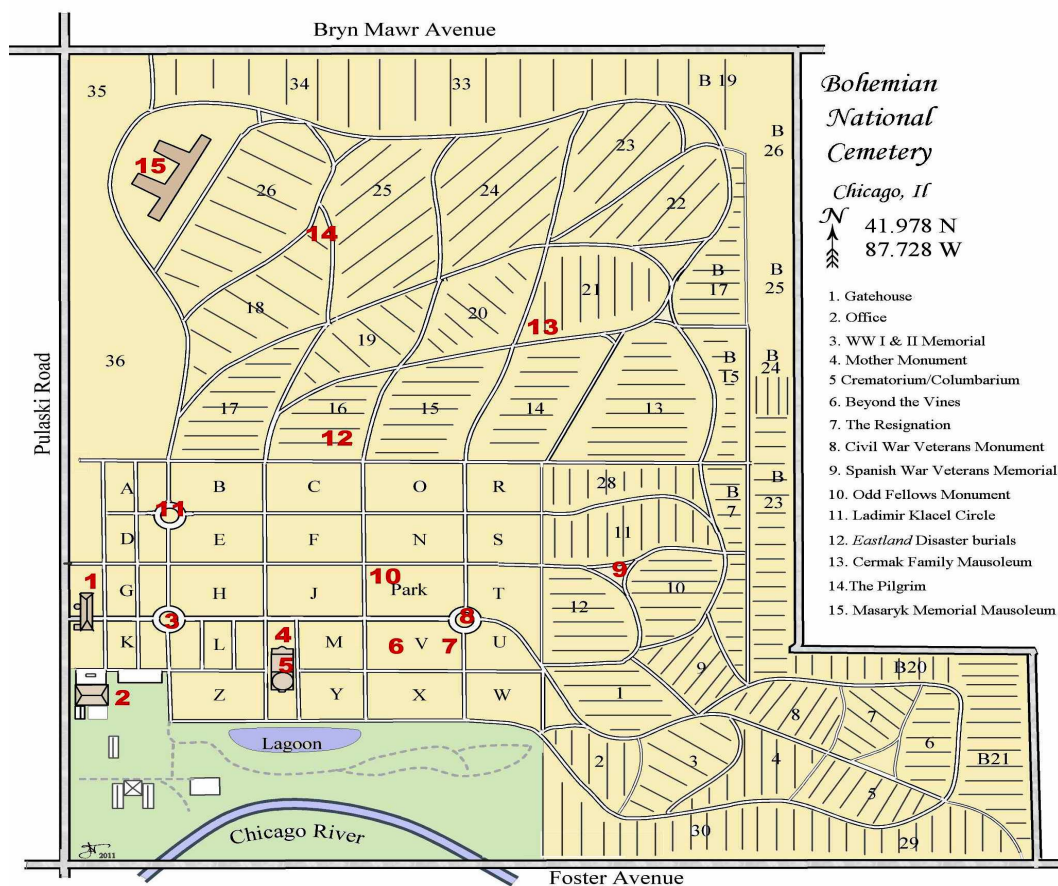 Bryn Mawr Avenue
Bohemian
National
Cemetery
Chicago, Il
N
41.978 N
87.728 W
1. Gatehouse
2. Office
3. WW I & II Memorial
4. Mother Monument
5 Crematorium/Columbarium
6. Beyond the Vines
7. The Resignation
8. Civil War Veterans Monument
9. Spanish War Veterans Memorial
10. Odd Fellows Monument
11. Ladimir Klacel Circle
12. Eastland Disaster burials
13. Cermak Family Mausoleum
14. The Pilgrim
15. Masaryk Memorial Mausoleum
Pulaski Road
35
34
33
B 19
B
26
23
15
26
25
24
22
14
B
17
B
25
18
20
21
13
19
36
B
15
B
24
17
16
15
14
13
12
A
B
C
O
R
28
B
7
B
23
11
D
E
F
N
S
11
9
10
1
G
H
J
Park
T
12
10
3
8
K
L
4
M
6
V
7
U
5
9
B20
2
Z
Y
X
W
1
8
7
6
B21
Lagoon
2
3
4
5
Chicago River
30
29
2011
Foster Avenue